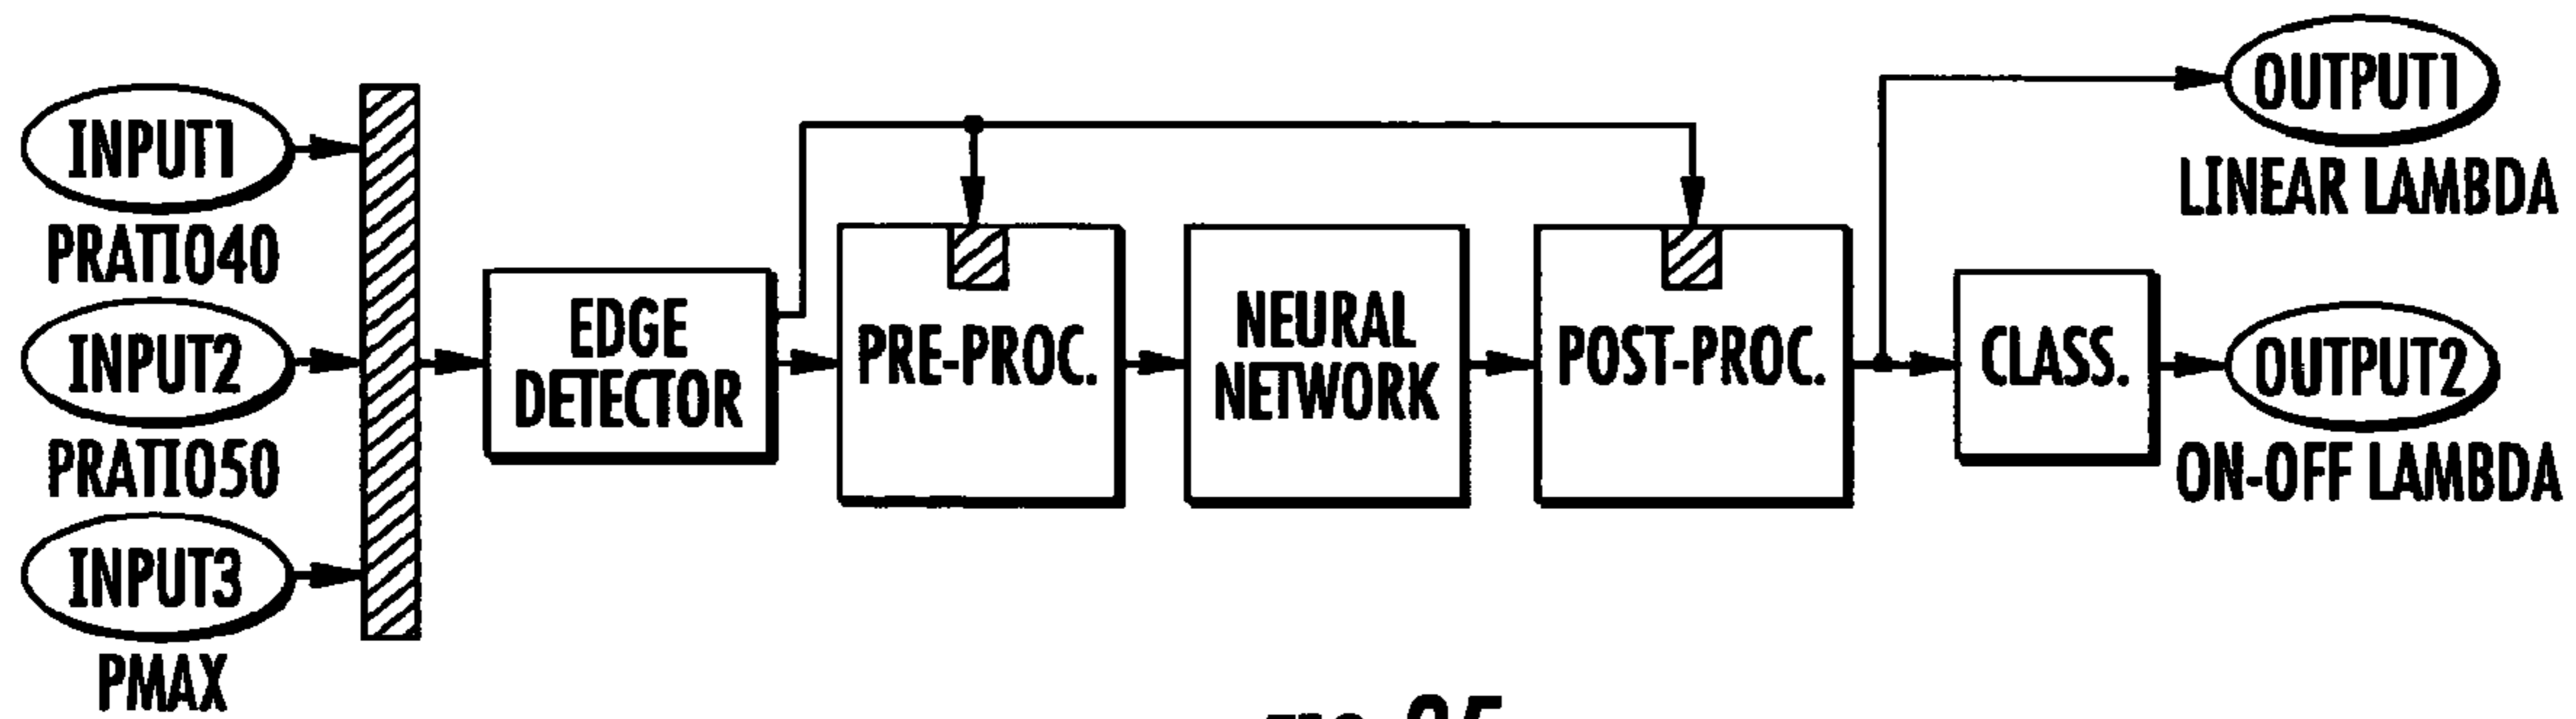 INPUT1
PRATIO40
INPUT2
PRATIO50
INPUT3
PMAX
EDGE
DETECTOR
PRE-PROC.
NEURAL
NETWORK
POST-PROC.
CLASS.
OUTPUT1
LINEAR LAMBDA
OUTPUT2
ON-OFF LAMBDA